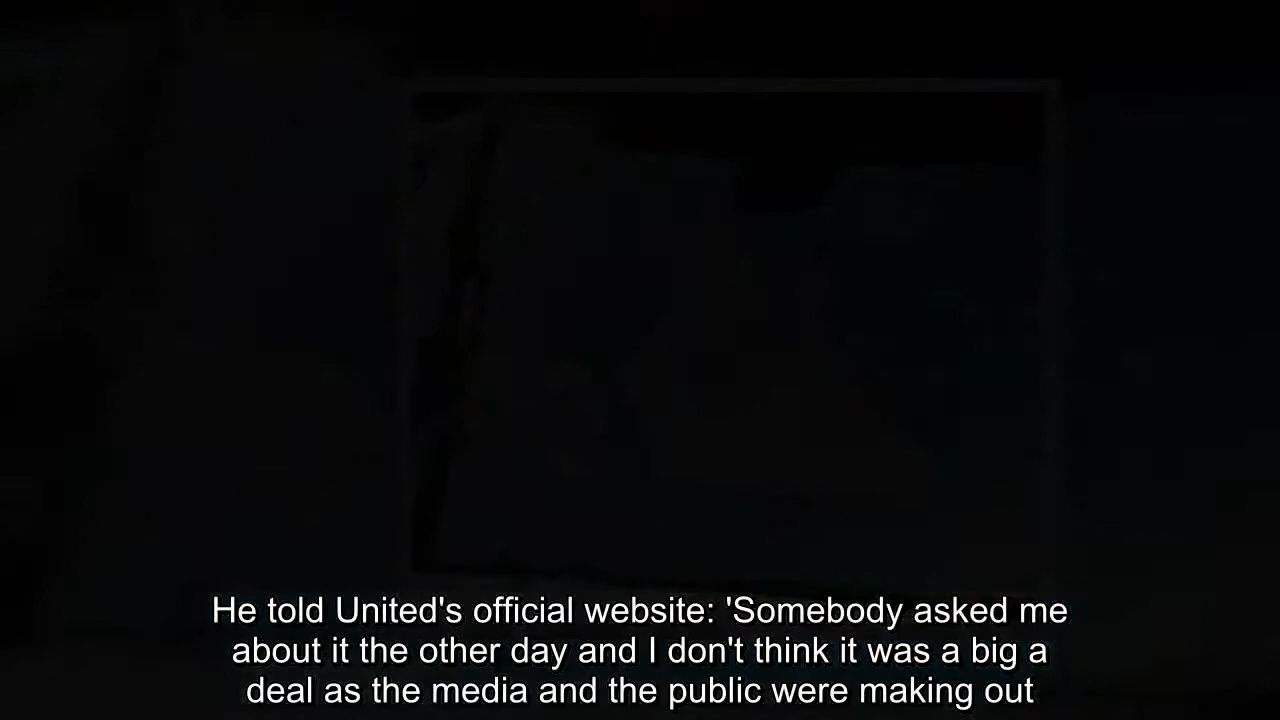 He told United's official website: 'Somebody asked me
about it the other day and I don't think it was a big a
deal as the media and the public were making out